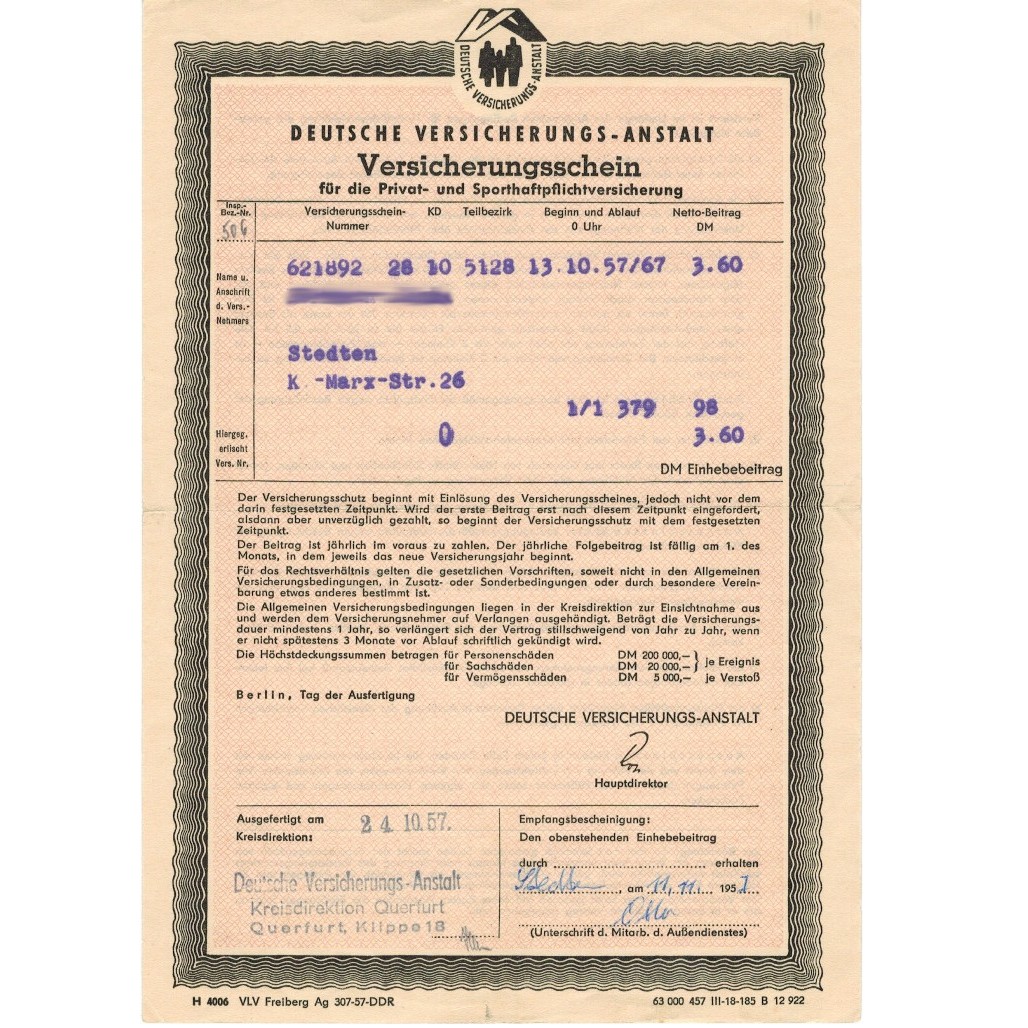 DEUTSCHE VERSICHERUNGS-ANSTALT
DEUTSCHE VERSICHERUNGS-ANSTALT
Versicherungsschein
für die Privat- und Sporthaftpflichtversicherung
Insp.-
Bez.-Nr.
506
Versicherungsschein-
Nummer
KD
Teilbezirk
Beginn und Ablauf
0 Uhr
Netto-Beitrag
DM
621892 28 10 5128 13.10.57/67 3.60
Name u.
Anschrift
d. Vers.-
Nehmers
Stedten
K.-Marx-Str.26
1/1 379 98
Hiergeg.
erlischt
Vers. Nr.
0 3.60
DM Einhebebeitrag
Der Versicherungsschutz beginnt mit Einlösung des Versicherungsscheines, jedoch nicht vor dem
darin festgesetzten Zeitpunkt. Wird der erste Beitrag erst nach diesem Zeitpunkt eingefordert,
alsdann aber unverzüglich gezahlt, so beginnt der Versicherungsschutz mit dem festgesetzten
Zeitpunkt.
Der Beitrag ist jährlich im voraus zu zahlen. Der jährliche Folgebeitrag ist fällig am 1. des
Monats, in dem jeweils das neue Versicherungsjahr beginnt.
Für das Rechtsverhältnis gelten die gesetzlichen Vorschriften, soweit nicht in den Allgemeinen
Versicherungsbedingungen, in Zusatz- oder Sonderbedingungen oder durch besondere Verein-
barung etwas anderes bestimmt ist.
Die Allgemeinen Versicherungsbedingungen liegen in der Kreisdirektion zur Einsichtnahme aus
und werden dem Versicherungsnehmer auf Verlangen ausgehändigt. Beträgt die Versicherungs-
dauer mindestens 1 Jahr, so verlängert sich der Vertrag stillschweigend von Jahr zu Jahr, wenn
er nicht spätestens 3 Monate vor Ablauf schriftlich gekündigt wird.
Die Höchstdeckungssummen betragen für Personenschäden DM 200 000,—
für Sachschäden DM 20 000,— } je Ereignis
für Vermögensschäden DM 5 000,— je Verstoß
Berlin, Tag der Ausfertigung
DEUTSCHE VERSICHERUNGS-ANSTALT
Hauptdirektor
Ausgefertigt am
Kreisdirektion:
24.10.57.
Deutsche Versicherungs-Anstalt
Kreisdirektion Querfurt
Querfurt, Klippe 18
Empfangsbescheinigung:
Den obenstehenden Einhebebeitrag
durch erhalten
Stedten, am 11.11. 1957
(Unterschrift d. Mitarb. d. Außendienstes)
H 4006 VLV Freiberg Ag 307-57-DDR
63 000 457 III-18-185 B 12 922